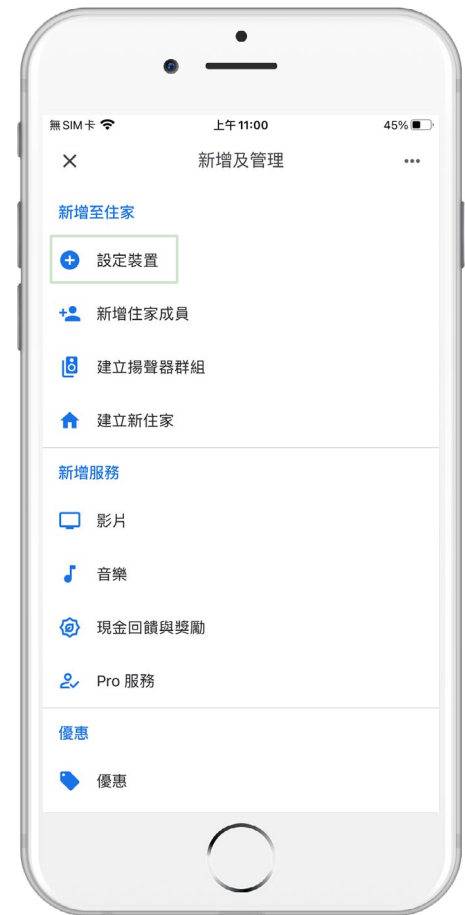 無SIM卡 上午11:00 45%
新增及管理
新增至住家
設定裝置
新增住家成員
建立揚聲器群組
建立新住家
新增服務
影片
音樂
現金回饋與獎勵
Pro 服務
優惠
優惠